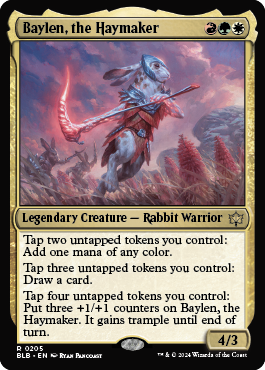 Baylen, the Haymaker
Legendary Creature — Rabbit Warrior
Tap two untapped tokens you control:
Add one mana of any color.
Tap three untapped tokens you control:
Draw a card.
Tap four untapped tokens you control:
Put three +1/+1 counters on Baylen, the
Haymaker. It gains trample until end of
turn.
4/3
R 0205
BLB • EN Ryan Pancoast
™ & © 2024 Wizards of the Coast